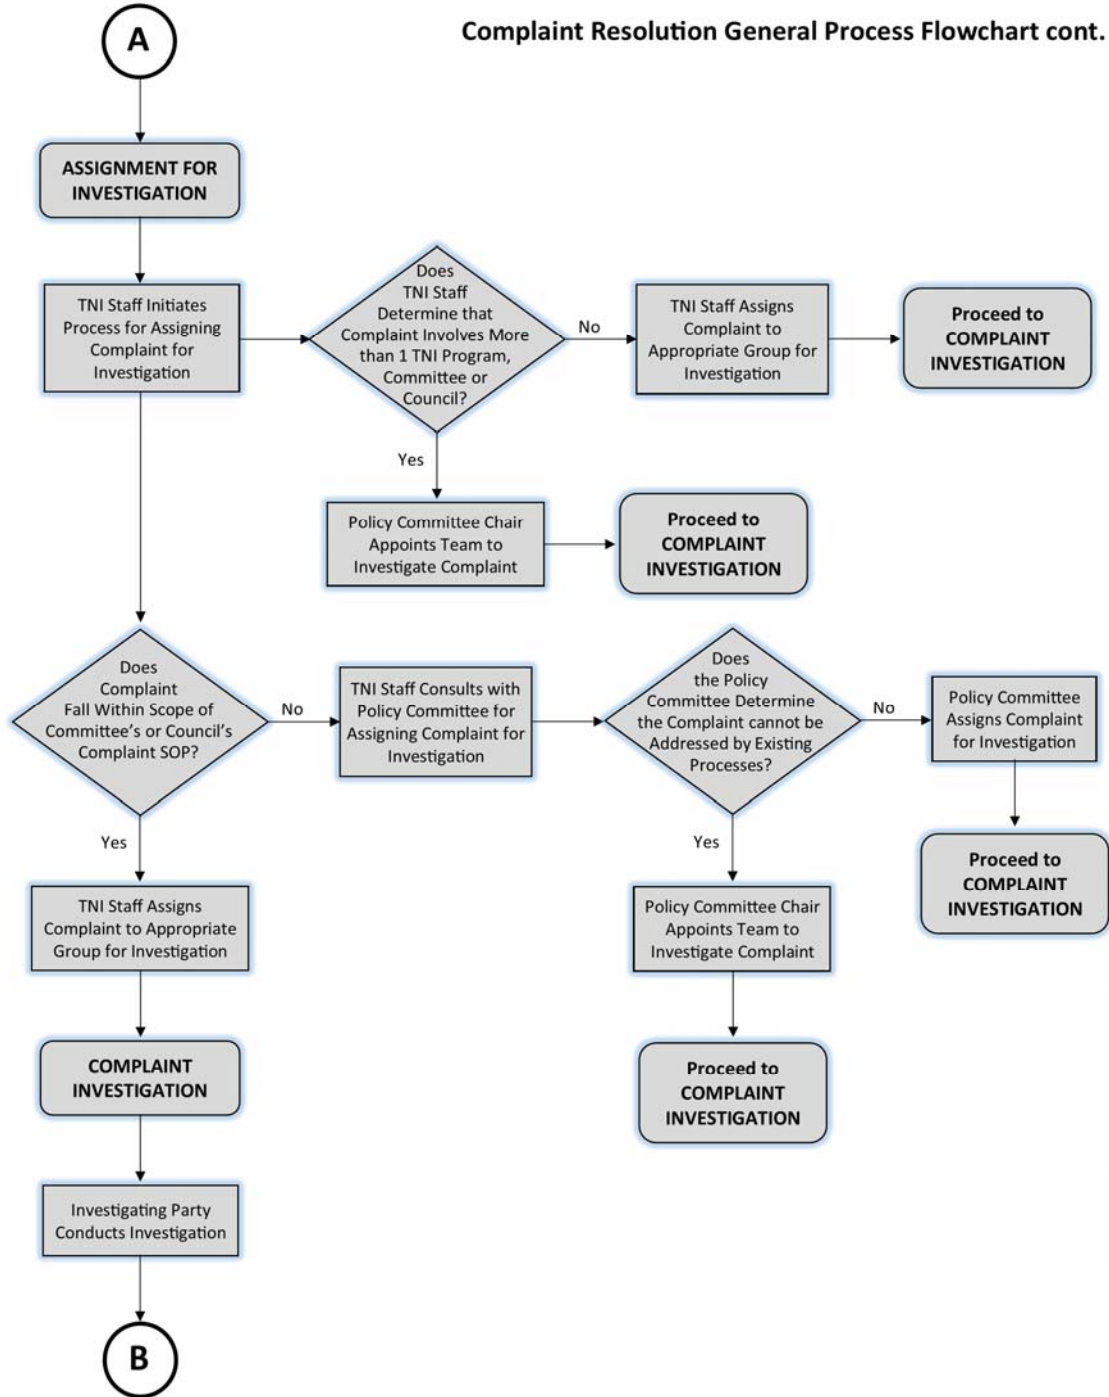 A
Complaint Resolution General Process Flowchart cont.
ASSIGNMENT FOR
INVESTIGATION
TNI Staff Initiates
Process for Assigning
Complaint for
Investigation
Does
TNI Staff
Determine that
Complaint Involves More
than 1 TNI Program,
Committee or
Council?
No
TNI Staff Assigns
Complaint to
Appropriate Group for
Investigation
Proceed to
COMPLAINT
INVESTIGATION
Yes
Policy Committee Chair
Appoints Team to
Investigate Complaint
Proceed to
COMPLAINT
INVESTIGATION
Does
Complaint
Fall Within Scope of
Committee's or Council's
Complaint SOP?
No
TNI Staff Consults with
Policy Committee for
Assigning Complaint for
Investigation
Does
the Policy
Committee Determine
the Complaint cannot be
Addressed by Existing
Processes?
No
Policy Committee
Assigns Complaint
for Investigation
Proceed to
COMPLAINT
INVESTIGATION
Yes
Policy Committee Chair
Appoints Team to
Investigate Complaint
Proceed to
COMPLAINT
INVESTIGATION
Yes
TNI Staff Assigns
Complaint to Appropriate
Group for Investigation
COMPLAINT
INVESTIGATION
Investigating Party
Conducts Investigation
B